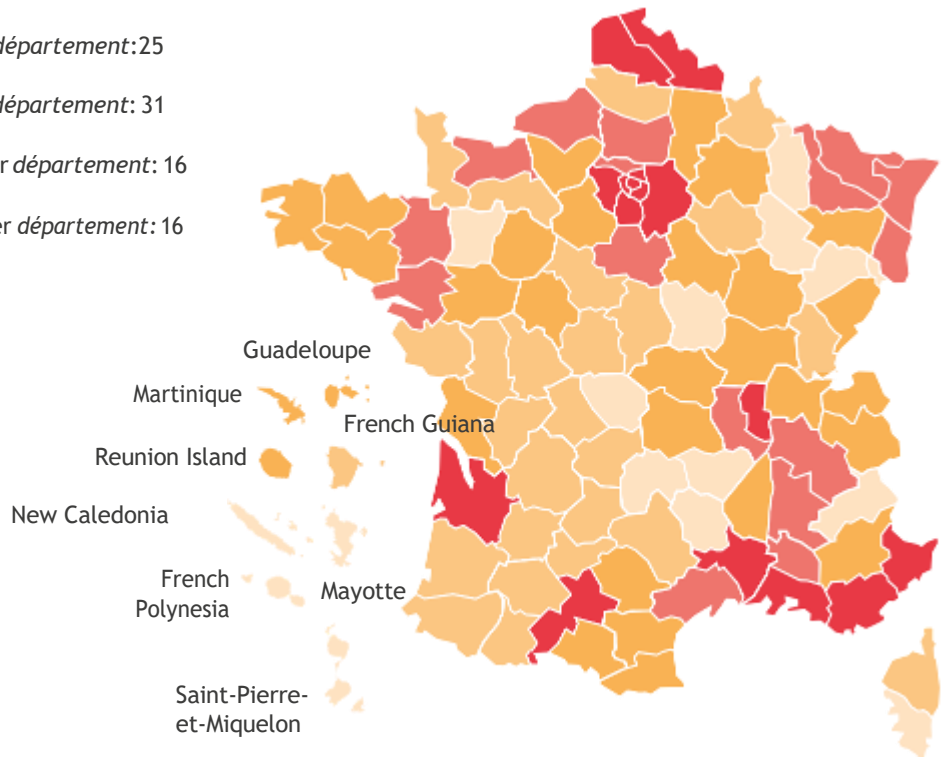 département:25
département: 31
r département: 16
er département: 16
Guadeloupe
Martinique
French Guiana
Reunion Island
New Caledonia
French
Polynesia
Mayotte
Saint-Pierre-
et-Miquelon